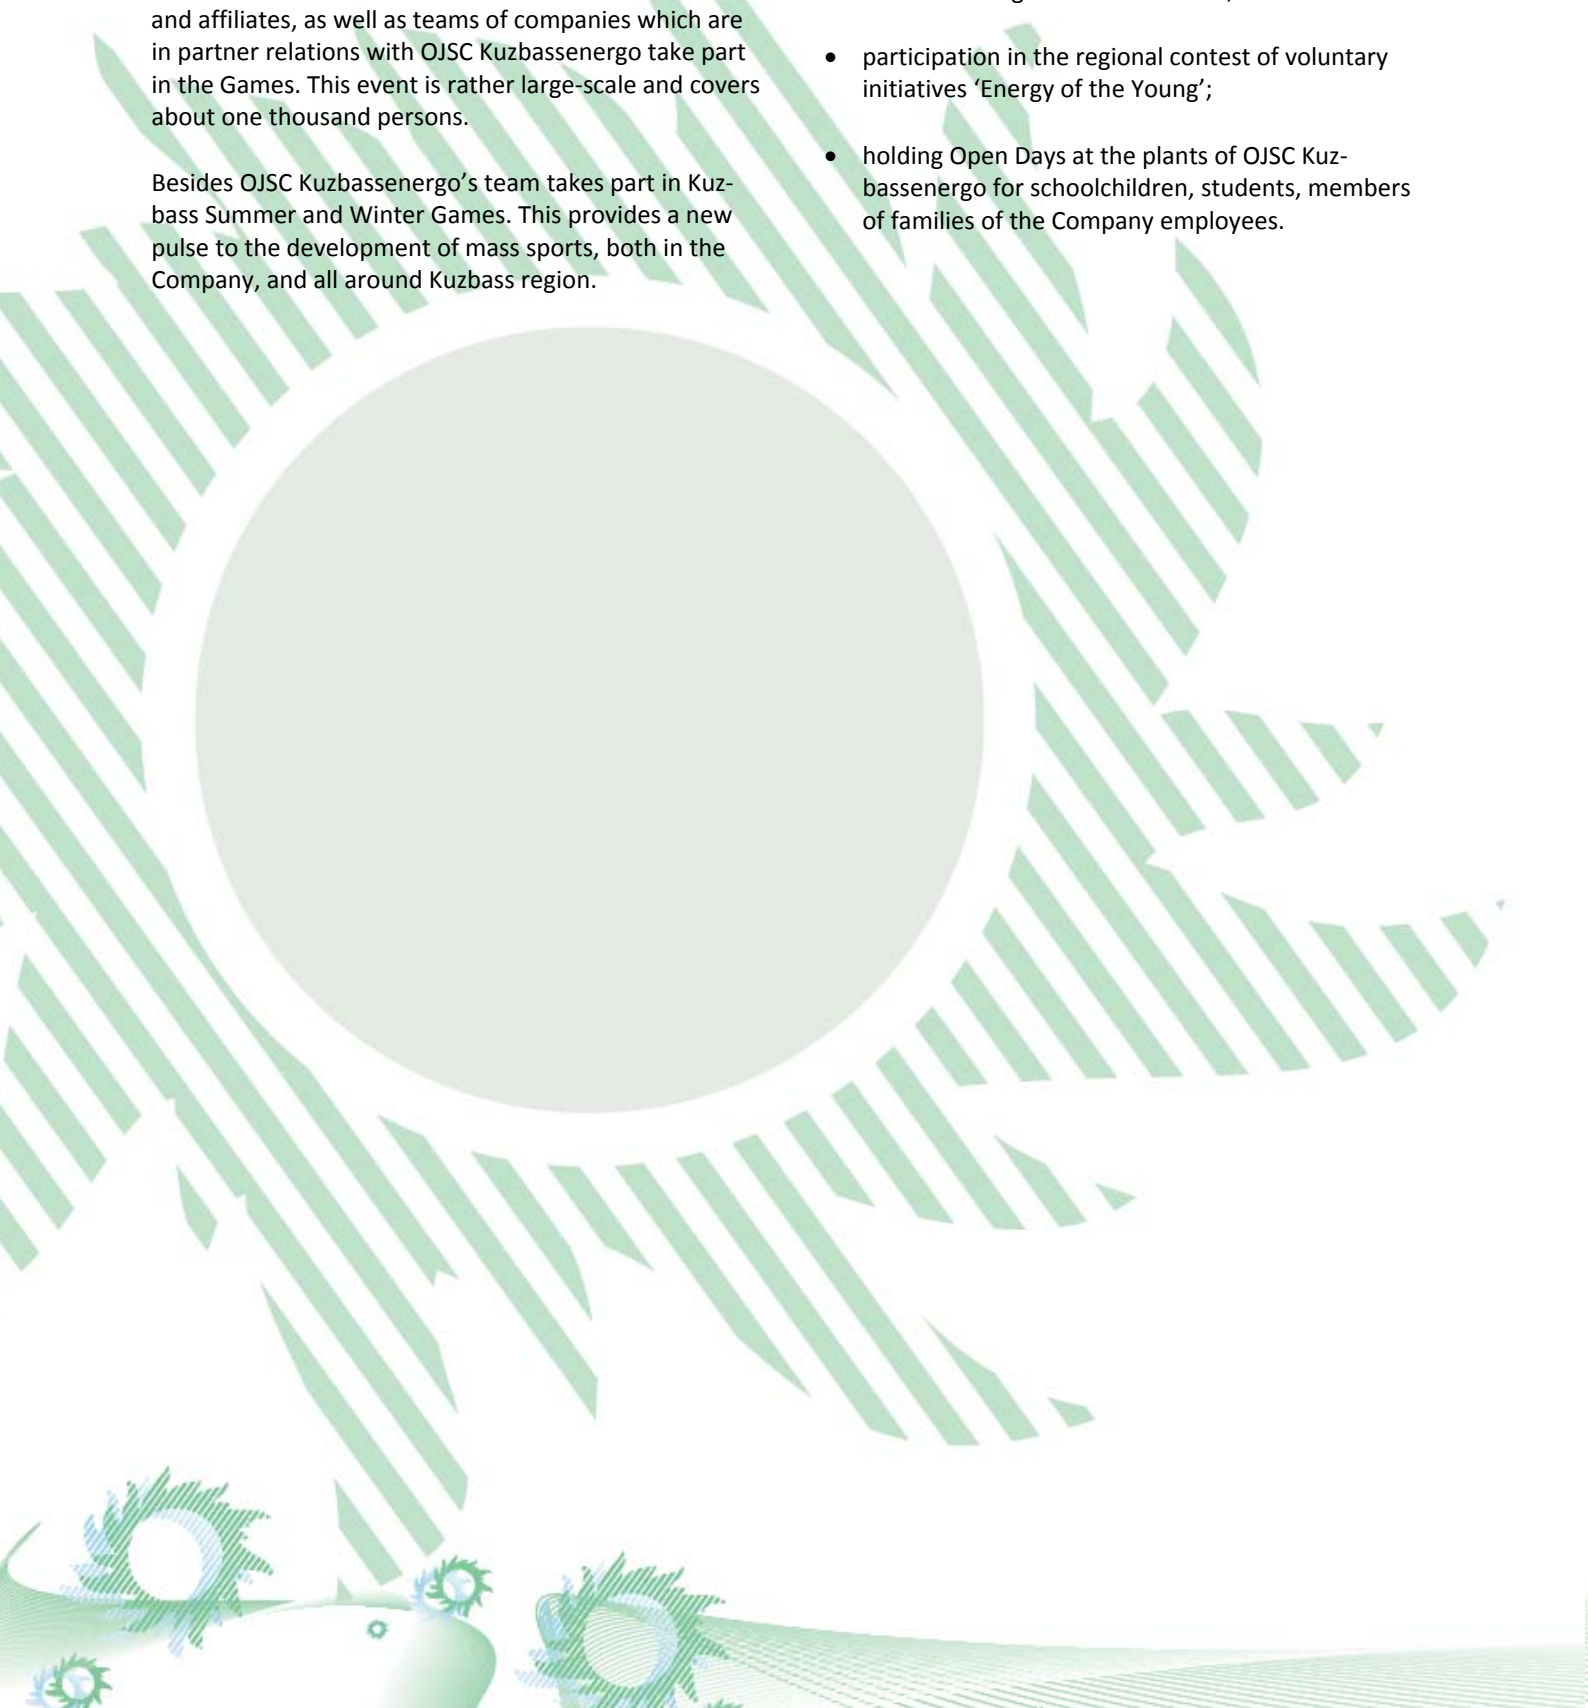 and affiliates, as well as teams of companies which are
in partner relations with OJSC Kuzbassenergo take part
in the Games. This event is rather large-scale and covers
about one thousand persons.
Besides OJSC Kuzbassenergo’s team takes part in Kuz-
bass Summer and Winter Games. This provides a new
pulse to the development of mass sports, both in the
Company, and all around Kuzbass region.
• participation in the regional contest of voluntary
initiatives ‘Energy of the Young’;
• holding Open Days at the plants of OJSC Kuz-
bassenergo for schoolchildren, students, members
of families of the Company employees.